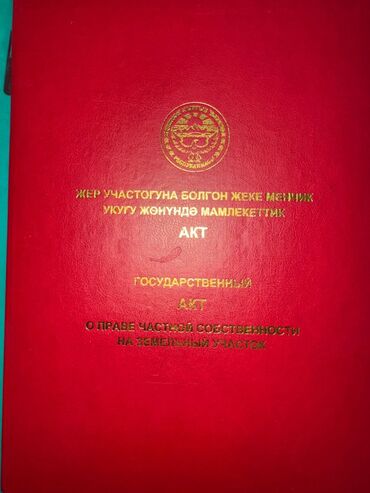 ЖЕР УЧАСТОГУНА БОЛГОН ЖЕКЕ МЕНЧИК
УКУГУ ЖӨНҮНДӨ МАМЛЕКЕТТИК
АКТ
ГОСУДАРСТВЕННЫЙ
АКТ
О ПРАВЕ ЧАСТНОЙ СОБСТВЕННОСТИ
НА ЗЕМЕЛЬНЫЙ УЧАСТОК